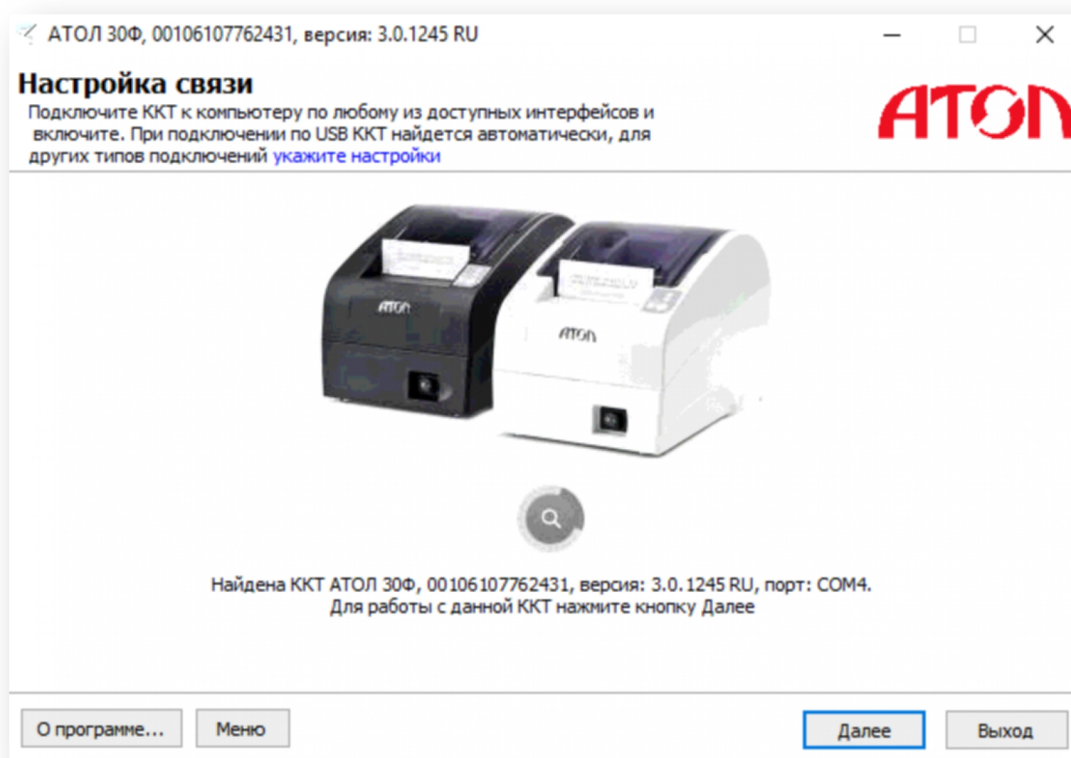 АТОЛ 30Ф, 00106107762431, версия: 3.0.1245 RU
Настройка связи
Подключите ККТ к компьютеру по любому из доступных интерфейсов и
включите. При подключении по USB ККТ найдется автоматически, для
других типов подключений укажите настройки
АТОЛ
АТОЛ
АТОЛ
Найдена ККТ АТОЛ 30Ф, 00106107762431, версия: 3.0.1245 RU, порт: COM4.
Для работы с данной ККТ нажмите кнопку Далее
О программе...
Меню
Далее
Выход